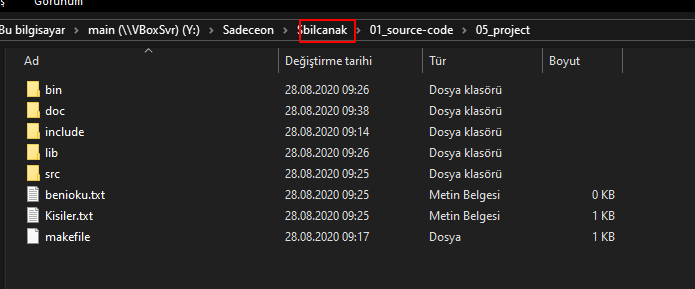 Görünüm
Bu bilgisayar > main (\\VBoxSvr) (Y:) > Sadeceon > Sbilcanak > 01_source-code > 05_project
Ad Değiştirme tarihi Tür Boyut
bin 28.08.2020 09:26 Dosya klasörü
doc 28.08.2020 09:38 Dosya klasörü
include 28.08.2020 09:14 Dosya klasörü
lib 28.08.2020 09:26 Dosya klasörü
src 28.08.2020 09:25 Dosya klasörü
benioku.txt 28.08.2020 09:25 Metin Belgesi 0 KB
Kisiler.txt 28.08.2020 09:25 Metin Belgesi 1 KB
makefile 28.08.2020 09:17 Dosya 1 KB